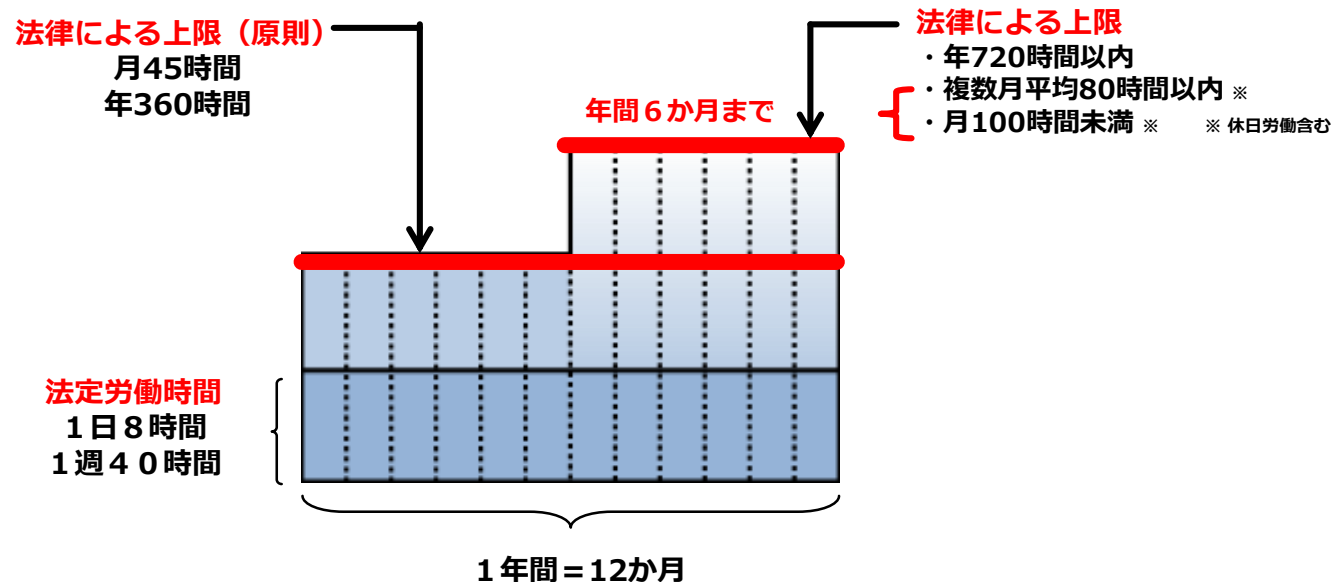 法律による上限（原則）
月45時間
年360時間
年間６か月まで
法律による上限
・年720時間以内
・複数月平均80時間以内 ※
・月100時間未満 ※　※ 休日労働含む
法定労働時間
１日８時間
１週４０時間
１年間＝12か月